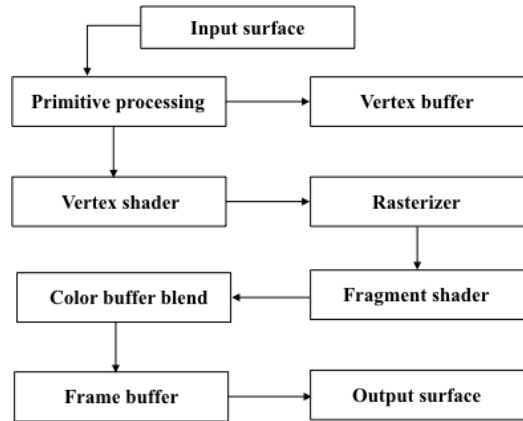 Input surface
Primitive processing
Vertex buffer
Vertex shader
Rasterizer
Fragment shader
Color buffer blend
Frame buffer
Output surface